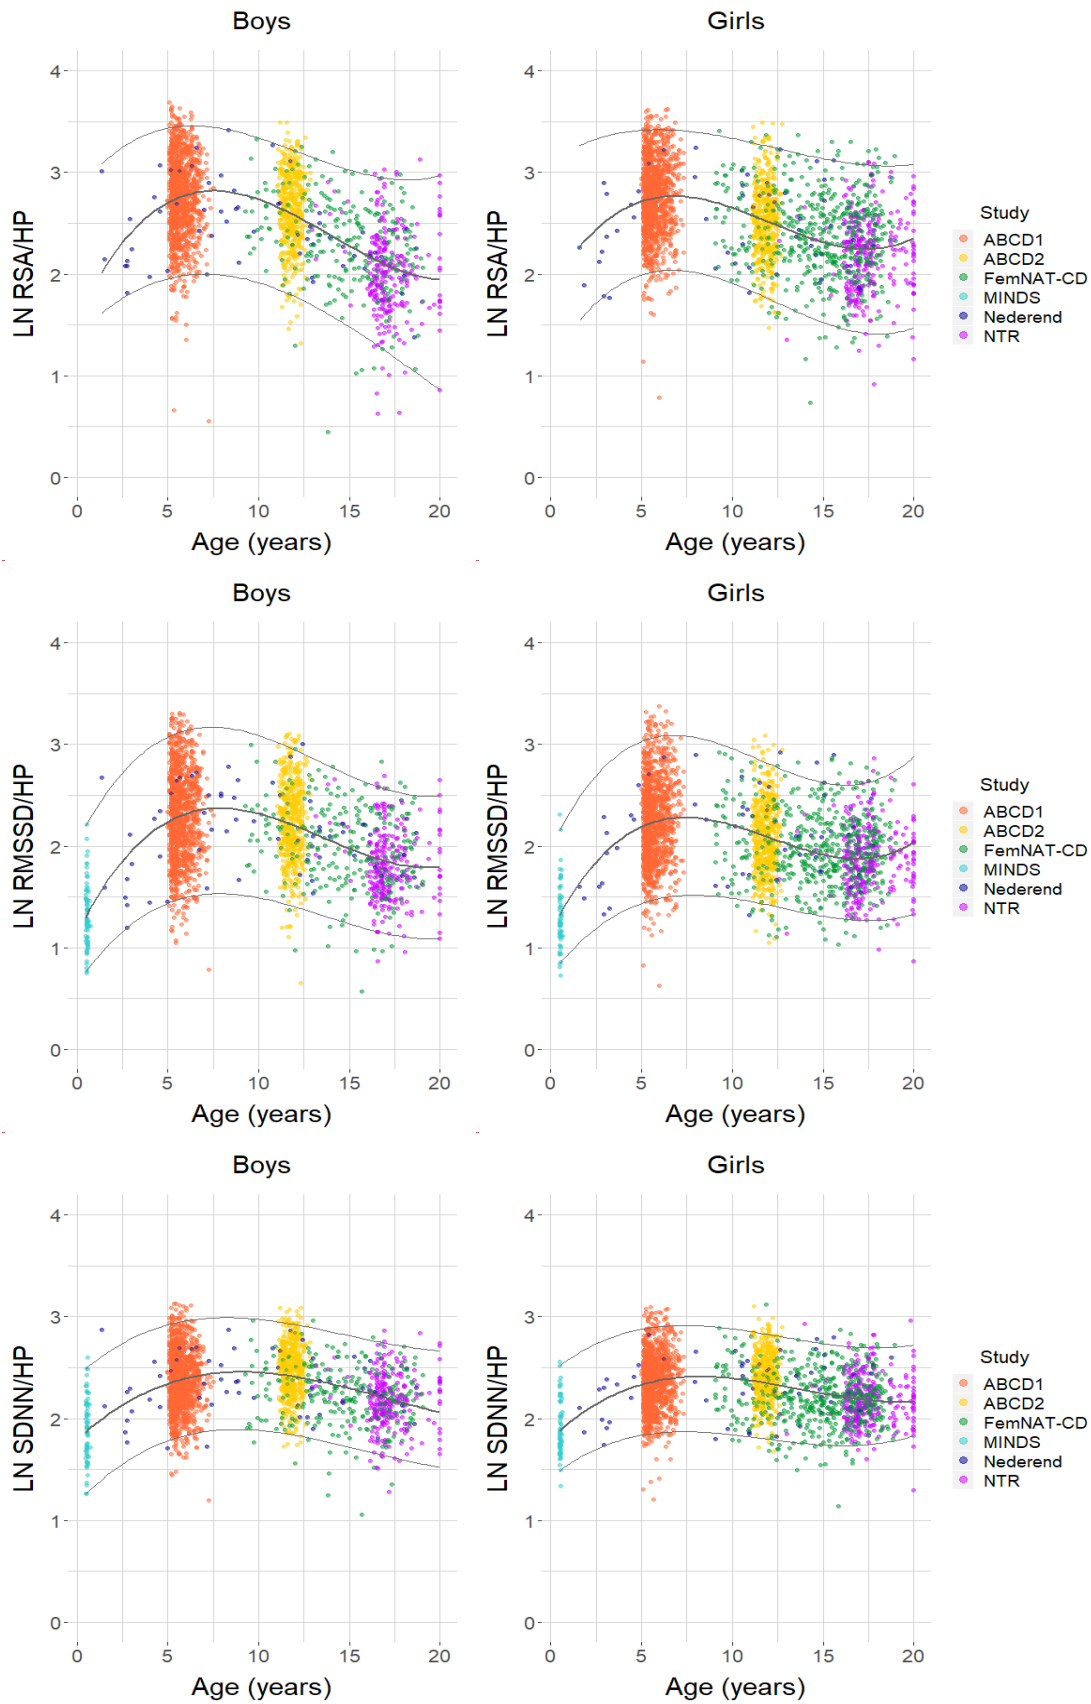 Boys
Girls
4
3
2
1
0
LN RSA/HP
0 5 10 15 20
Age (years)
4
3
2
1
0
LN RSA/HP
0 5 10 15 20
Age (years)
Study
ABCD1
ABCD2
FemNAT-CD
MINDS
Nederend
NTR
Boys
Girls
4
3
2
1
0
LN RMSSD/HP
0 5 10 15 20
Age (years)
4
3
2
1
0
LN RMSSD/HP
0 5 10 15 20
Age (years)
Study
ABCD1
ABCD2
FemNAT-CD
MINDS
Nederend
NTR
Boys
Girls
4
3
2
1
0
LN SDNN/HP
0 5 10 15 20
Age (years)
4
3
2
1
0
LN SDNN/HP
0 5 10 15 20
Age (years)
Study
ABCD1
ABCD2
FemNAT-CD
MINDS
Nederend
NTR